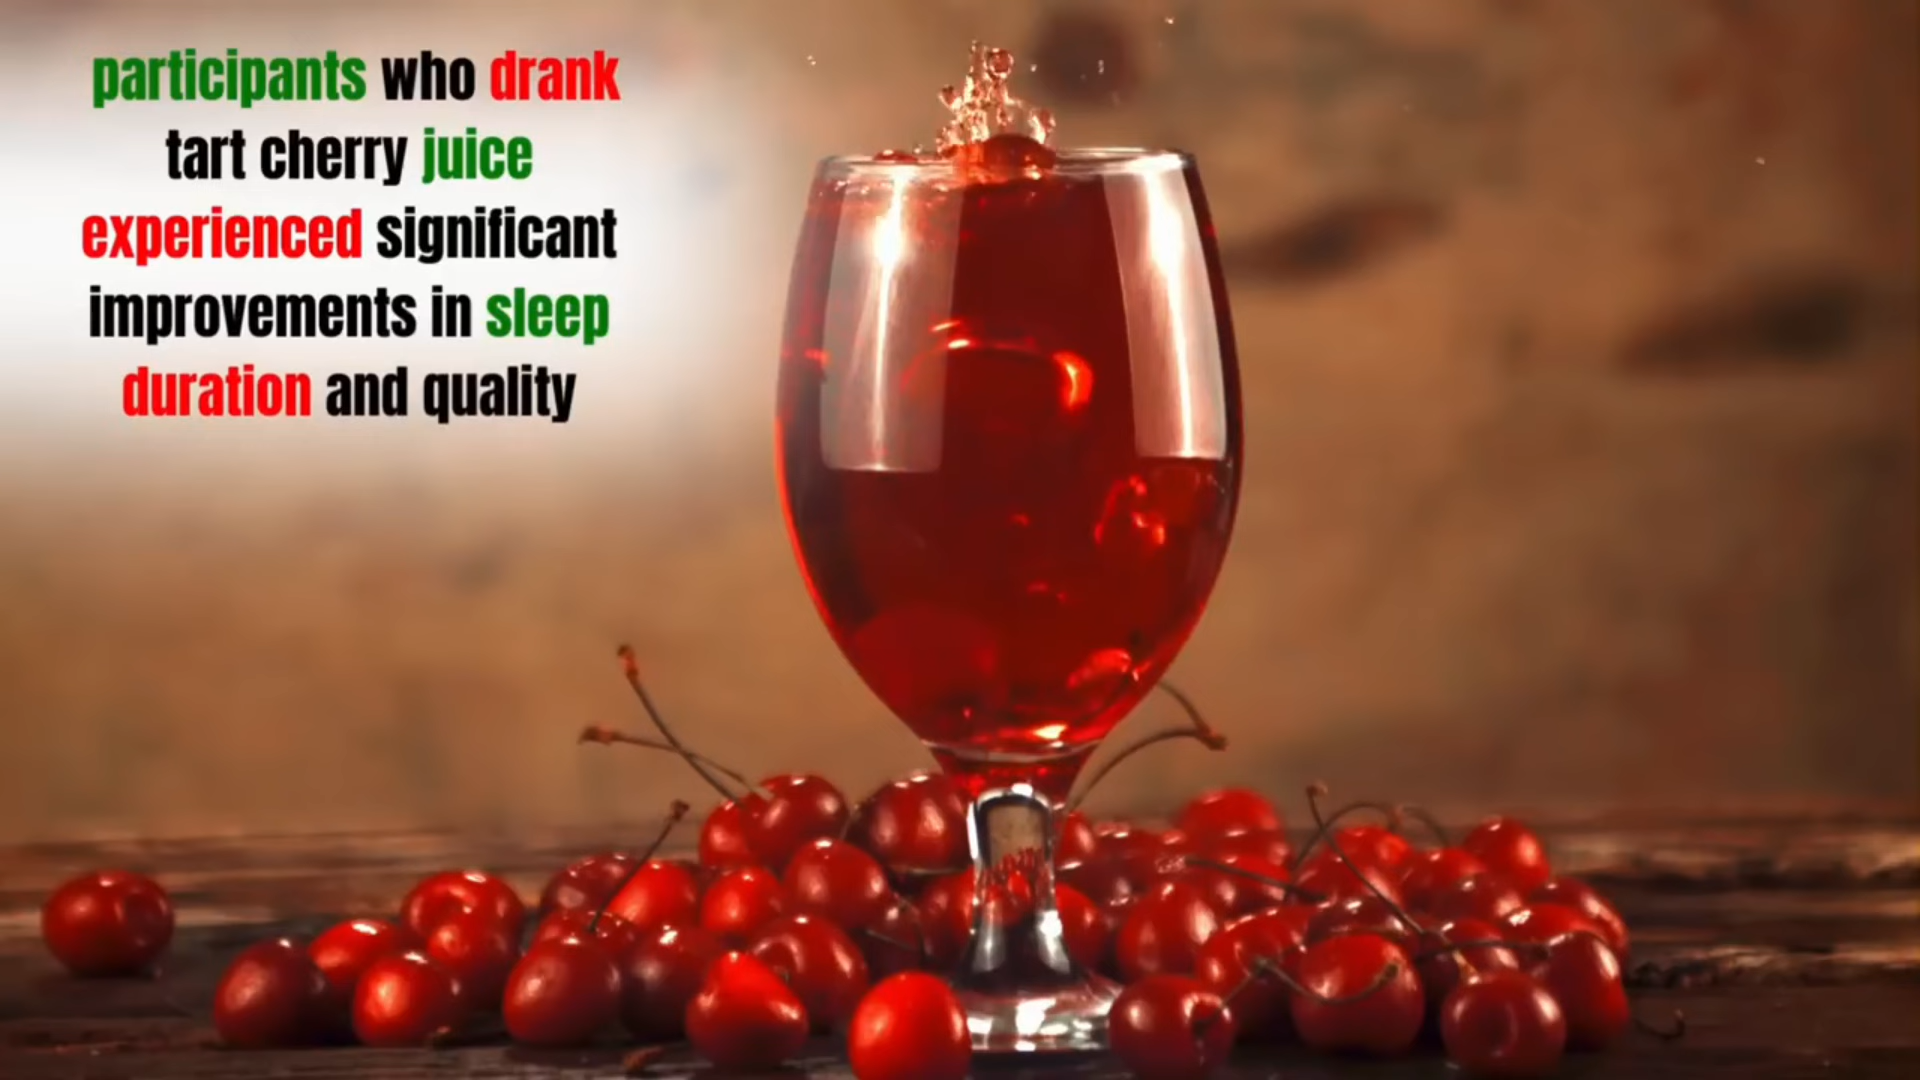 participants who drank
tart cherry juice
experienced significant
improvements in sleep
duration and quality